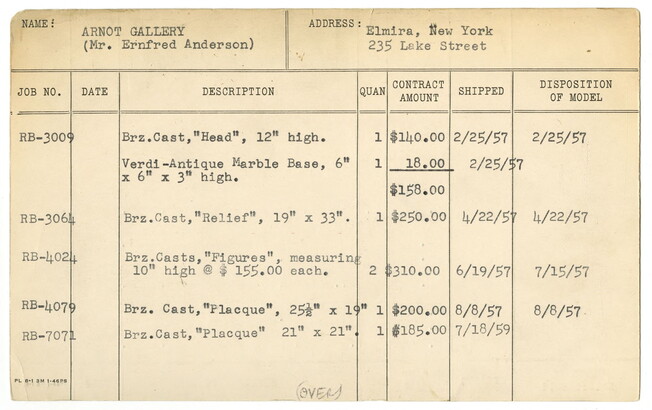 NAME: ARNOT GALLERY ADDRESS: Elmira, New York
(Mr. Ernfred Anderson) 235 Lake Street
JOB NO. DATE DESCRIPTION QUAN CONTRACT AMOUNT SHIPPED DISPOSITION OF MODEL
RB-3009 Brz.Cast,"Head", 12" high. 1 $140.00 2/25/57 2/25/57
Verdi-Antique Marble Base, 6" 1 18.00 2/25/57
x 6" x 3" high.
$158.00
RB-3064 Brz.Cast,"Relief", 19" x 33". 1 $250.00 4/22/57 4/22/57
RB-4024 Brz.Casts,"Figures", measuring
10" high @ $ 155.00 each. 2 $310.00 6/19/57 7/15/57
RB-4079 Brz. Cast,"Placque", 25½" x 19" 1 $200.00 8/8/57 8/8/57
RB-7071 Brz.Cast,"Placque" 21" x 21". 1 $185.00 7/18/59
(OVER)